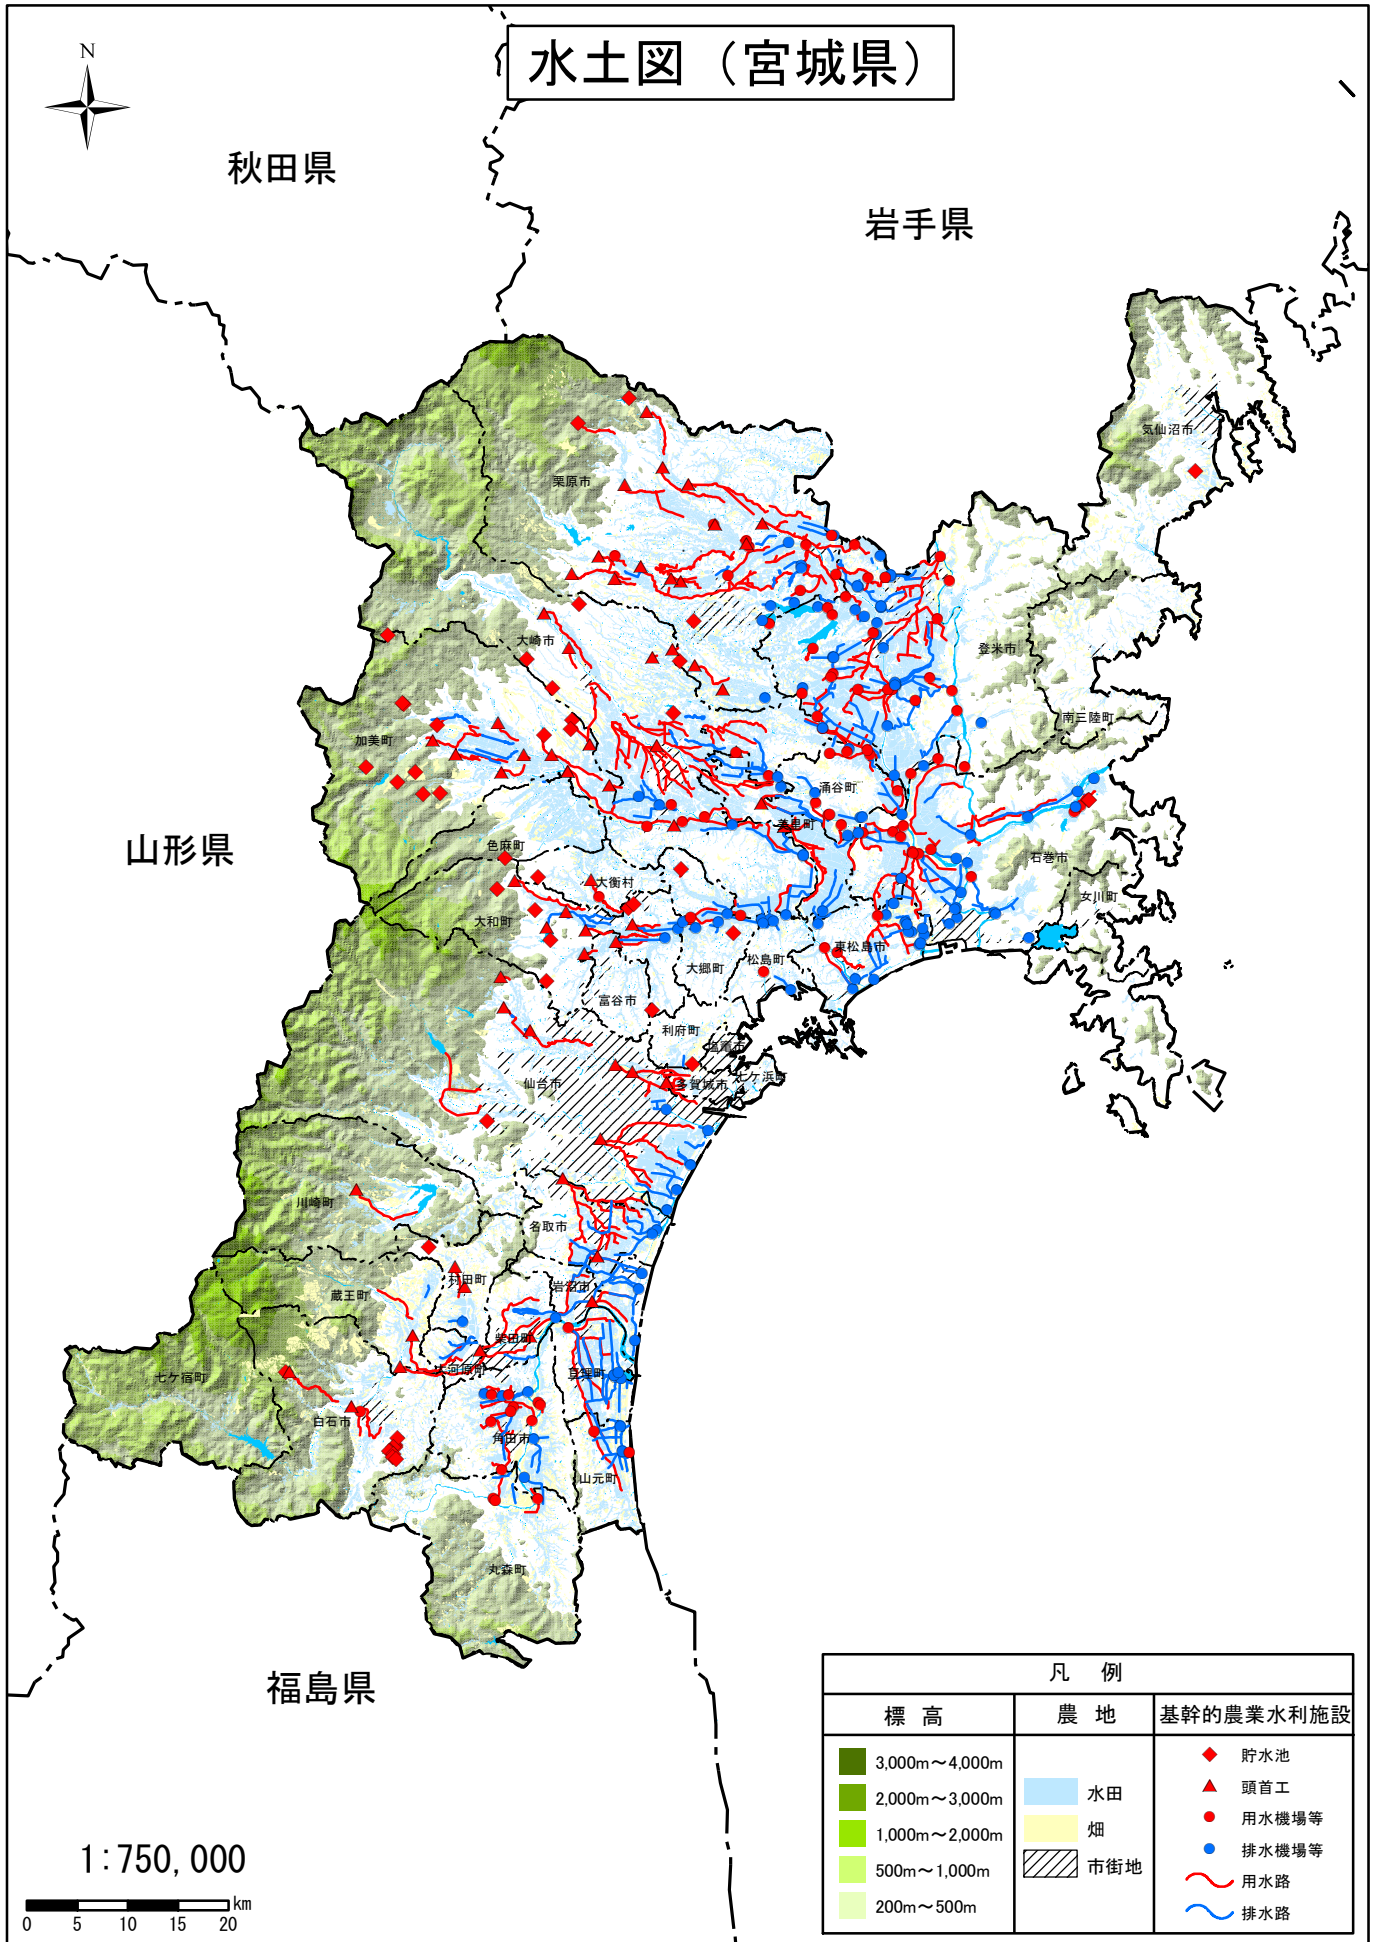 水土図（宮城県）
N
秋田県
岩手県
山形県
福島県
気仙沼市
栗原市
大崎市
登米市
南三陸町
加美町
涌谷町
美里町
色麻町
石巻市
大衡村
女川町
大和町
東松島市
松島町
大郷町
富谷市
利府町
塩竈市
七ケ浜町
多賀城市
仙台市
川崎町
名取市
村田町
岩沼市
蔵王町
柴田町
大河原町
亘理町
七ケ宿町
白石市
角田市
山元町
丸森町
凡 例
標 高
農 地
基幹的農業水利施設
3,000m～4,000m
2,000m～3,000m
1,000m～2,000m
500m～1,000m
200m～500m
水田
畑
市街地
貯水池
頭首工
用水機場等
排水機場等
用水路
排水路
1:750,000
km
0 5 10 15 20